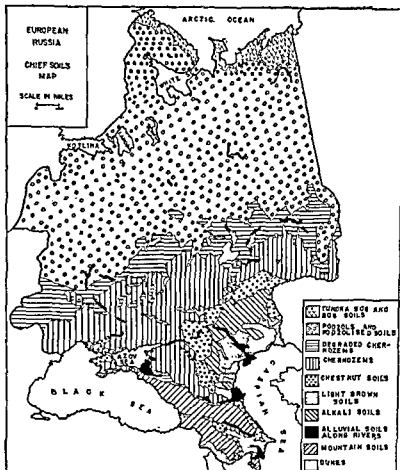 EUROPEAN
RUSSIA
CHIEF SOILS
MAP
SCALE IN MILES
ARCTIC OCEAN
AZOV
SEA
BLACK SEA
CASPIAN SEA
TUNDRA BOG AND
BOG SOILS
PODZOLS AND
PODZOLISED SOILS
DEGRADED CHER-
NOZEMS
CHERNOZEMS
CHESTNUT SOILS
LIGHT BROWN
SOILS
ALKALI SOILS
ALLUVIAL SOILS
ALONG RIVERS
MOUNTAIN SOILS
DUNES